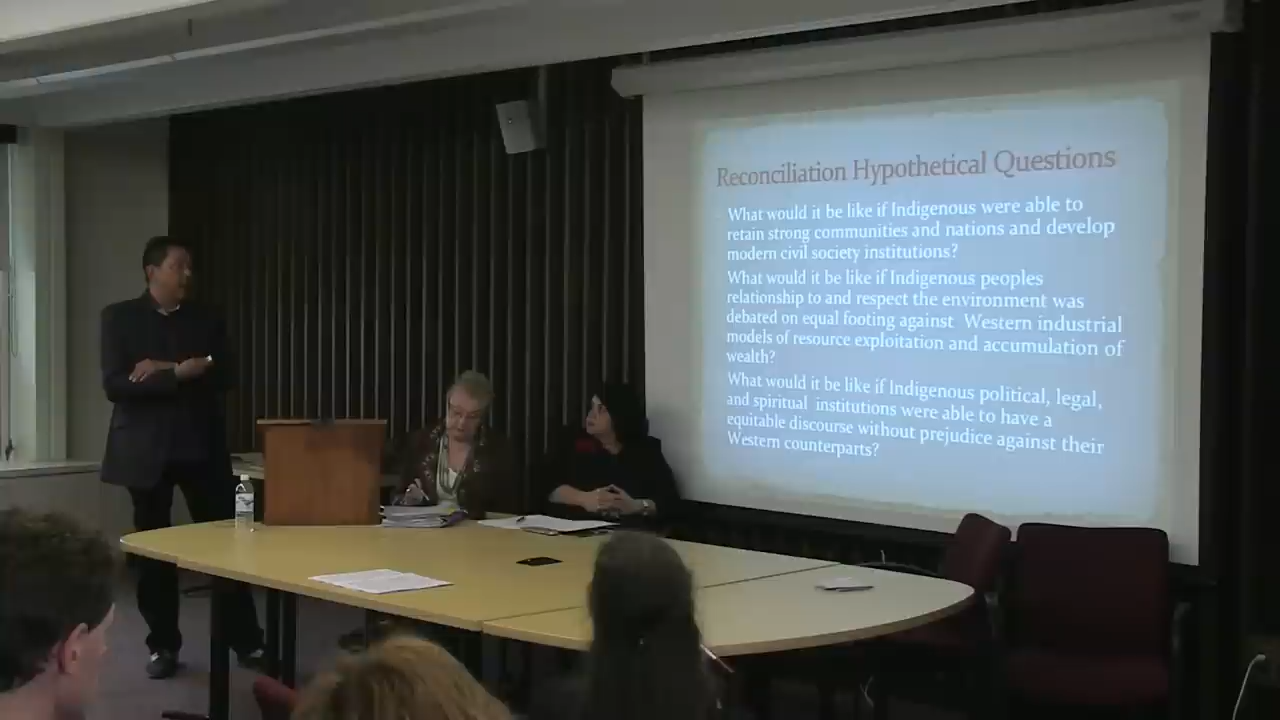 Reconciliation Hypothetical Questions
What would it be like if Indigenous were able to
retain strong communities and nations and develop
modern civil society institutions?
What would it be like if Indigenous peoples
relationship to and respect the environment was
debated on equal footing against Western industrial
models of resource exploitation and accumulation of
wealth?
What would it be like if Indigenous political, legal,
and spiritual institutions were able to have a
equitable discourse without prejudice against their
Western counterparts?